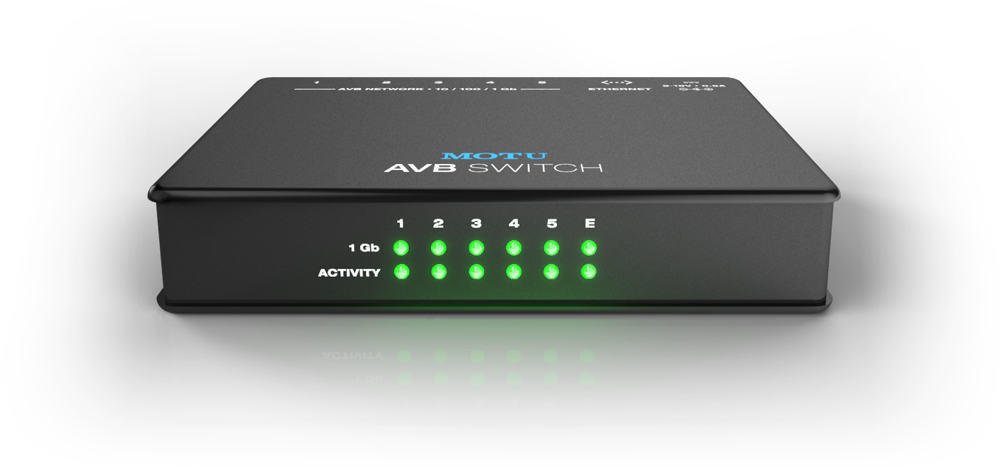 1 2 3 4 5
AVB NETWORK • 10 / 100 / 1 Gb
<···>
ETHERNET
MOTU
AVB SWITCH
1 2 3 4 5 E
1 Gb
ACTIVITY